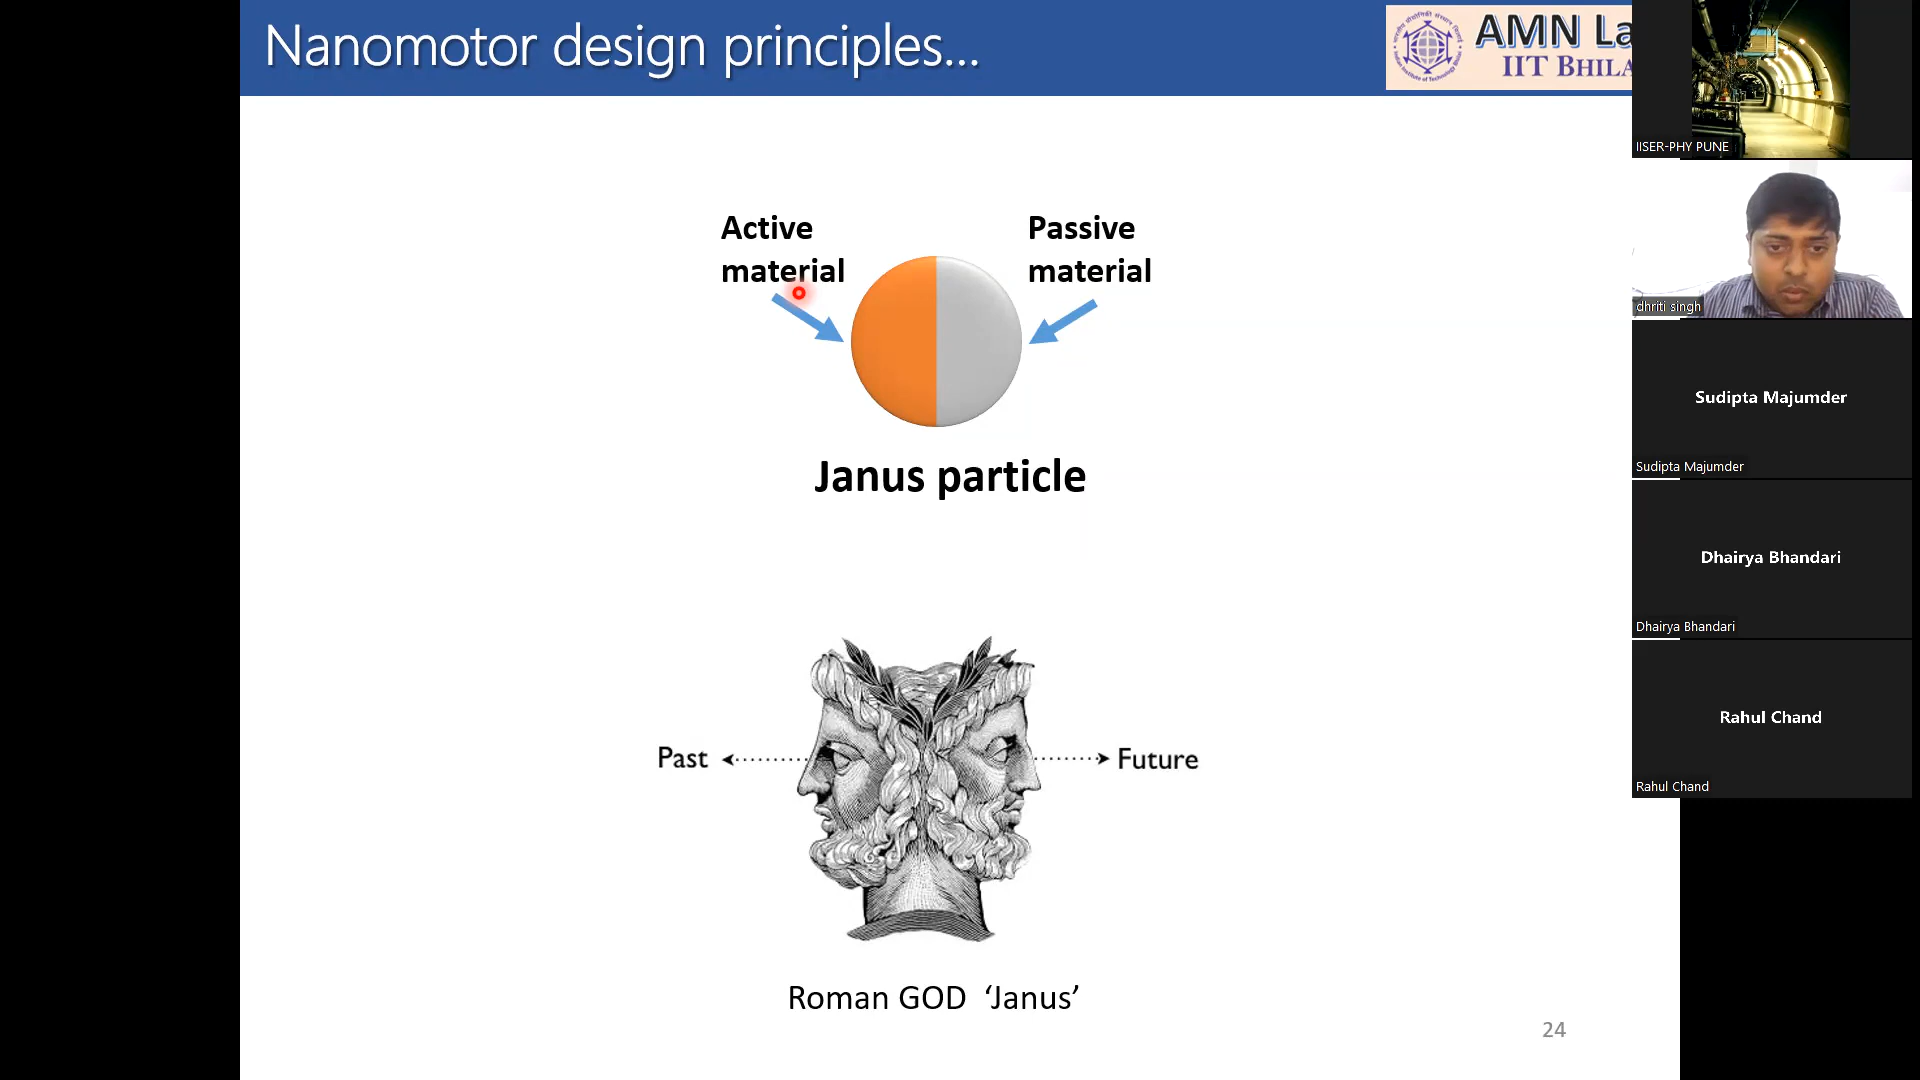 Nanomotor design principles...
AMN La
IIT BHILA
Active
material
Passive
material
Janus particle
Past
Future
Roman GOD ‘Janus’
24
IISER-PHY PUNE
dhriti singh
Sudipta Majumder
Sudipta Majumder
Dhairya Bhandari
Dhairya Bhandari
Rahul Chand
Rahul Chand